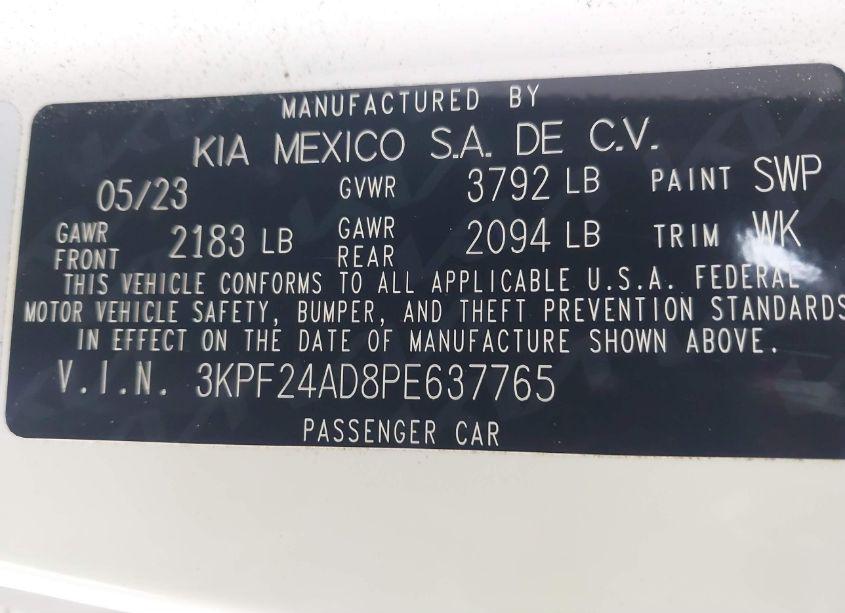 MANUFACTURED BY
KIA MEXICO S.A. DE C.V.
05/23 GVWR 3792 LB PAINT SWP
GAWR FRONT 2183 LB GAWR REAR 2094 LB TRIM WK
THIS VEHICLE CONFORMS TO ALL APPLICABLE U.S.A. FEDERAL
MOTOR VEHICLE SAFETY, BUMPER, AND THEFT PREVENTION STANDARDS
IN EFFECT ON THE DATE OF MANUFACTURE SHOWN ABOVE.
V.I.N. 3KPF24AD8PE637765
PASSENGER CAR